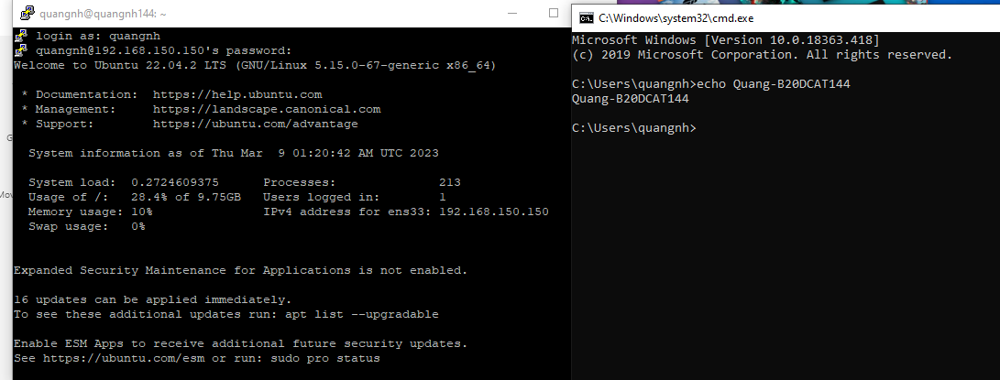 quangnh@quangnh144: ~
login as: quangnh
quangnh@192.168.150.150's password:
Welcome to Ubuntu 22.04.2 LTS (GNU/Linux 5.15.0-67-generic x86_64)
* Documentation:  https://help.ubuntu.com
* Management:     https://landscape.canonical.com
* Support:        https://ubuntu.com/advantage
System information as of Thu Mar  9 01:20:42 AM UTC 2023
System load:  0.2724609375      Processes:              213
Usage of /:   28.4% of 9.75GB   Users logged in:        1
Memory usage: 10%               IPv4 address for ens33: 192.168.150.150
Swap usage:   0%
Expanded Security Maintenance for Applications is not enabled.
16 updates can be applied immediately.
To see these additional updates run: apt list --upgradable
Enable ESM Apps to receive additional future security updates.
See https://ubuntu.com/esm or run: sudo pro status
C:\Windows\system32\cmd.exe
Microsoft Windows [Version 10.0.18363.418]
(c) 2019 Microsoft Corporation. All rights reserved.
C:\Users\quangnh>echo Quang-B20DCAT144
Quang-B20DCAT144
C:\Users\quangnh>